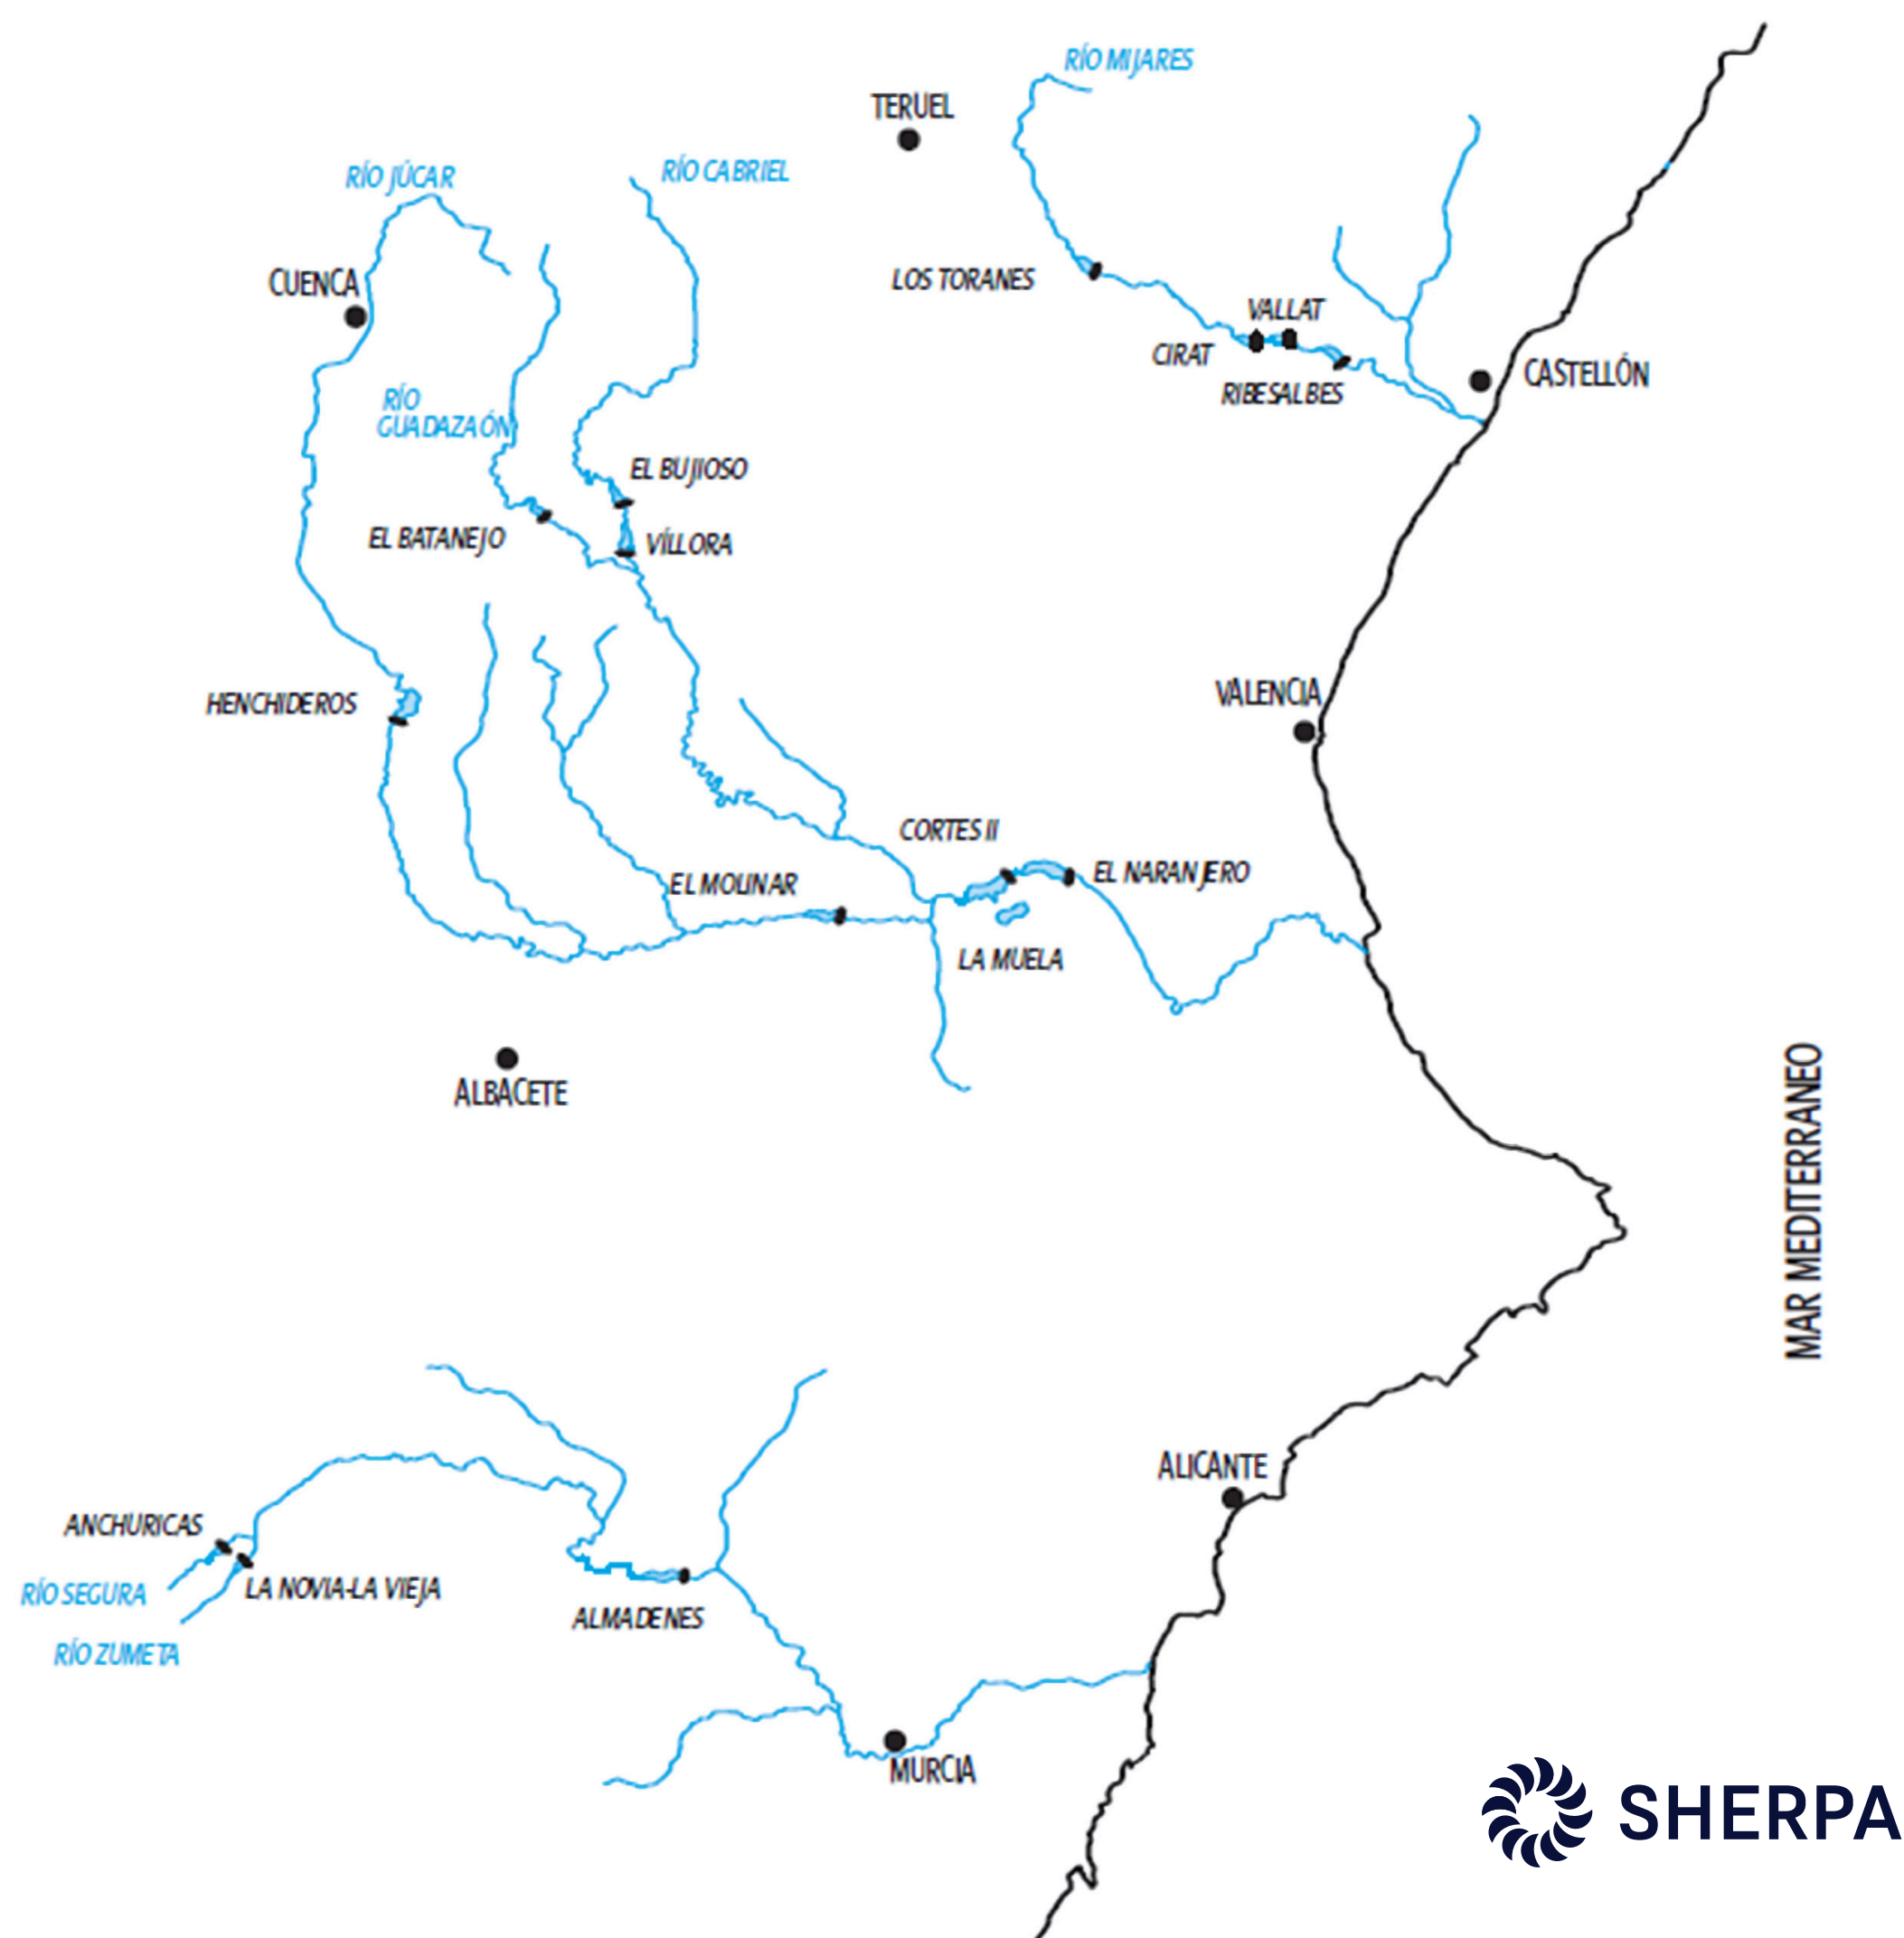 RÍO MIJARES
TERUEL
RÍO JÚCAR
RÍO CABRIEL
CUENCA
LOS TORANES
VALLAT
CIRAT
RIBESALBES
CASTELLÓN
RÍO
GUADAZAÓN
EL BUJIOSO
EL BATANEJO
VÍLLORA
HENCHIDEROS
VALENCIA
CORTES II
EL MOLINAR
EL NARANJERO
LA MUELA
ALBACETE
MAR MEDITERRANEO
ALICANTE
ANCHURICAS
RÍO SEGURA
LA NOVIA-LA VIEJA
ALMADENES
RÍO ZUMETA
MURCIA
SHERPA